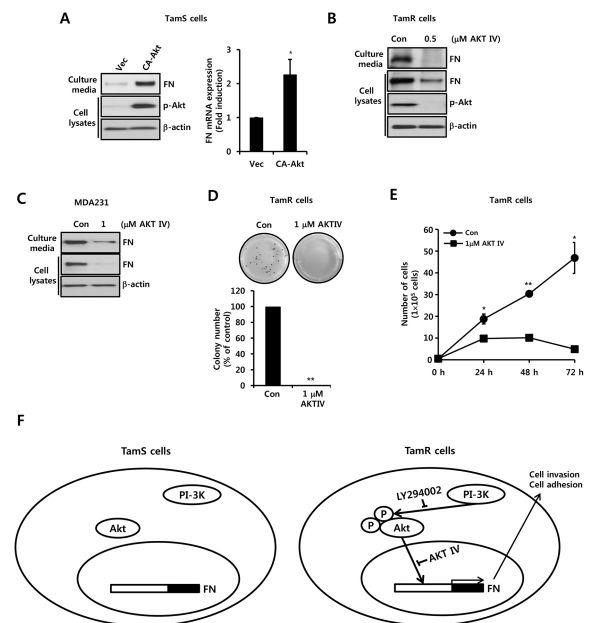 A
TamS cells
Vec
CA-Akt
Culture media
FN
Cell lysates
p-Akt
β-actin
FN mRNA expression
(Fold induction)
3
2
1
0
*
Vec
CA-Akt
B
TamR cells
Con
0.5
(μM AKT IV)
Culture media
FN
Cell lysates
FN
p-Akt
β-actin
C
MDA231
Con
1
(μM AKT IV)
Culture media
FN
Cell lysates
FN
β-actin
D
TamR cells
Con
1 μM AKTIV
Colony number
(% of control)
120
100
80
60
40
20
0
**
Con
1 μM
AKTIV
E
TamR cells
Con
1μM AKT IV
Number of cells
(1×10⁵ cells)
60
50
40
30
20
10
0
*
**
*
0 h
24 h
48 h
72 h
F
TamS cells
PI-3K
Akt
FN
TamR cells
Cell invasion
Cell adhesion
LY294002
PI-3K
P
P
Akt
AKT IV
FN